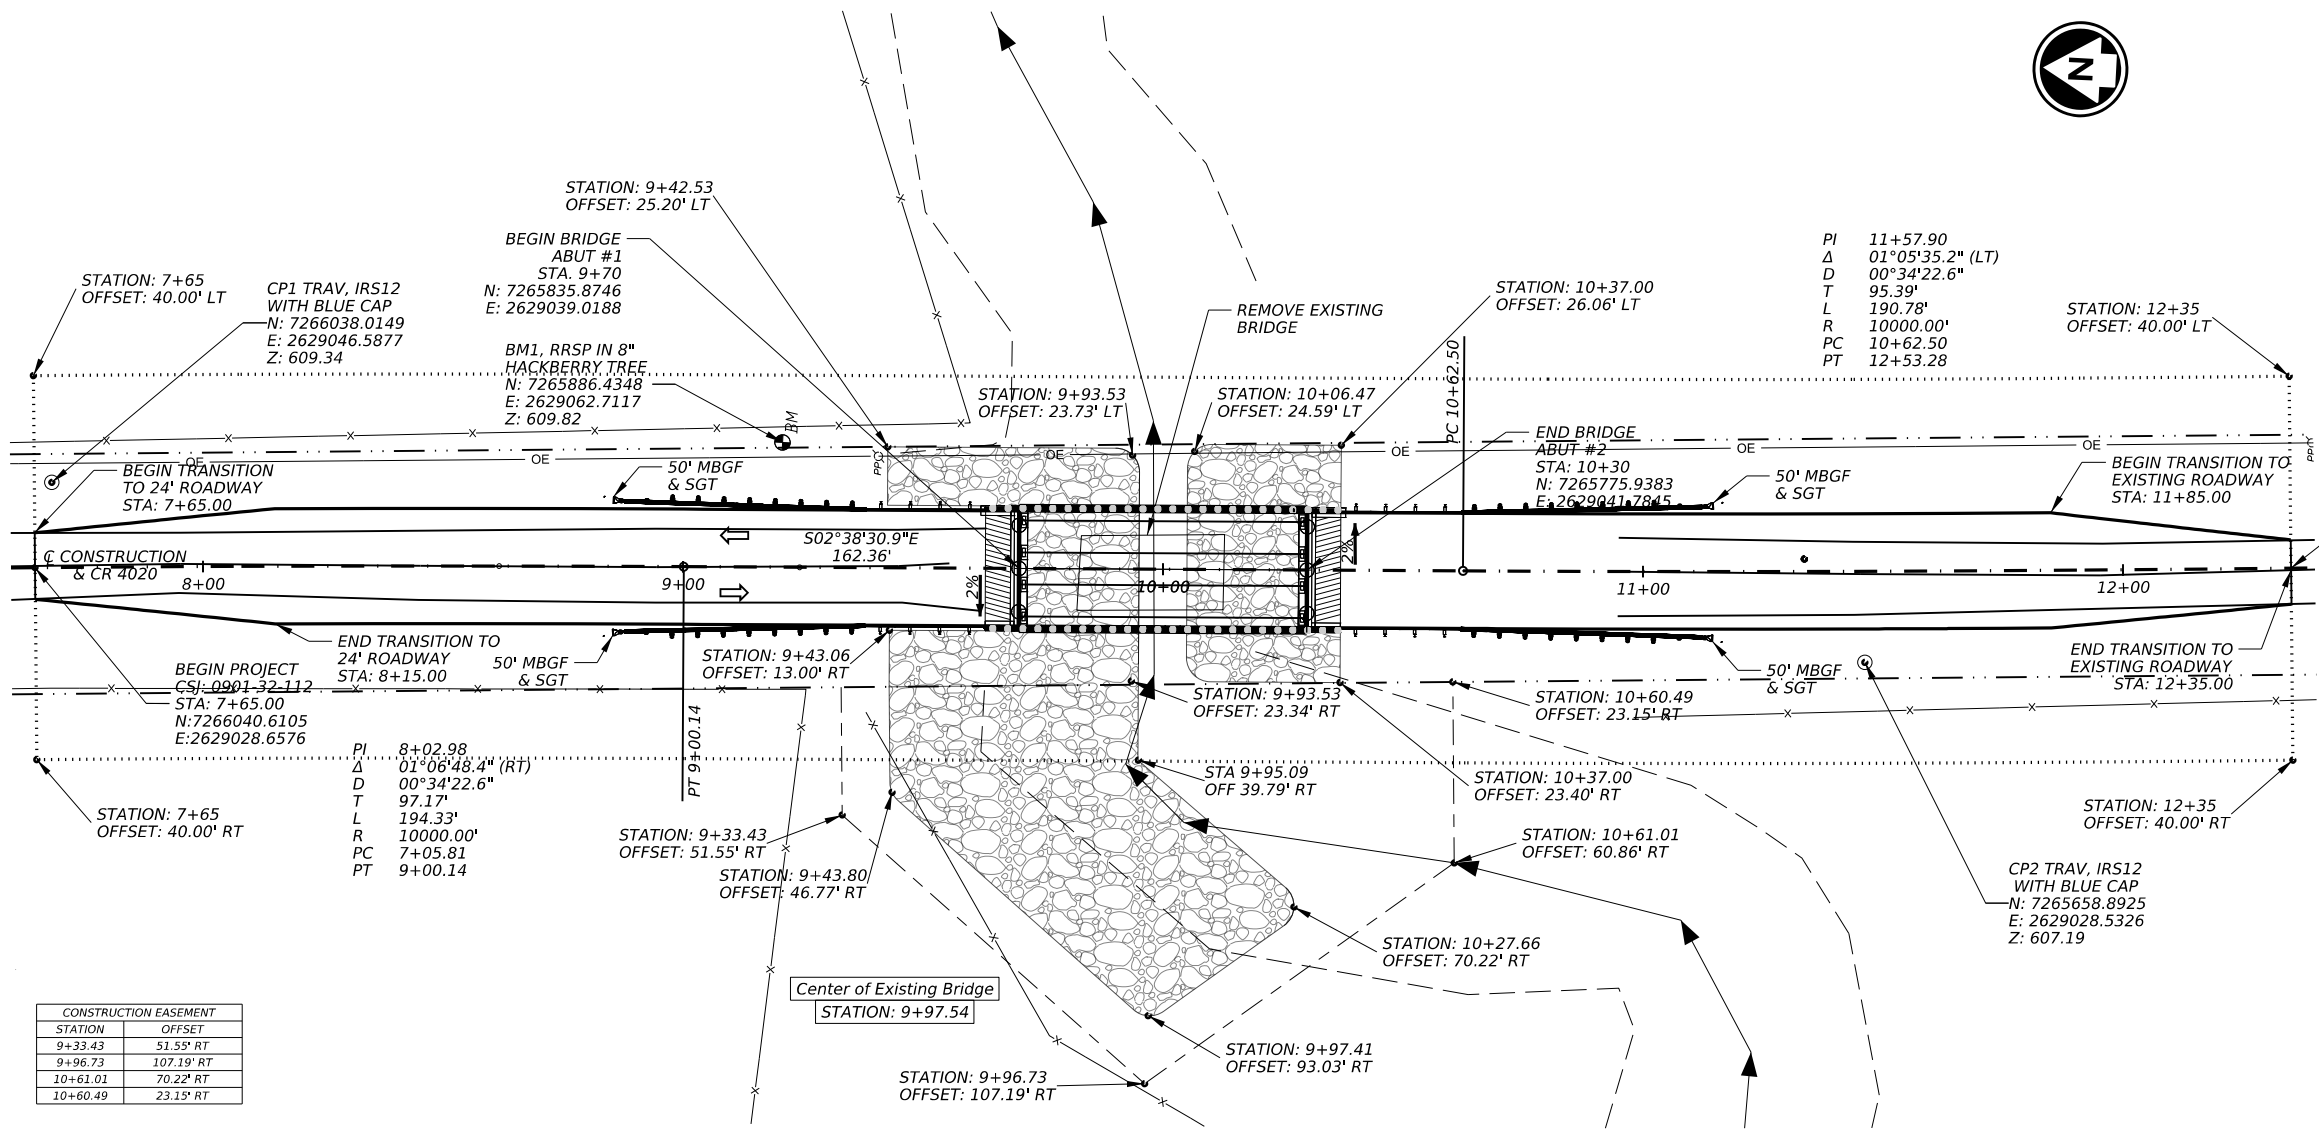 N
STATION: 9+42.53
OFFSET: 25.20' LT
BEGIN BRIDGE
ABUT #1
STA. 9+70
N: 7265835.8746
E: 2629039.0188
PI 11+57.90
Δ 01°05'35.2" (LT)
D 00°34'22.6"
T 95.39'
L 190.78'
R 10000.00'
PC 10+62.50
PT 12+53.28
STATION: 7+65
OFFSET: 40.00' LT
CP1 TRAV, IRS12
WITH BLUE CAP
N: 7266038.0149
E: 2629046.5877
Z: 609.34
STATION: 10+37.00
OFFSET: 26.06' LT
REMOVE EXISTING
BRIDGE
STATION: 12+35
OFFSET: 40.00' LT
BM1, RRSP IN 8"
HACKBERRY TREE
N: 7265886.4348
E: 2629062.7117
Z: 609.82
BM
STATION: 9+93.53
OFFSET: 23.73' LT
STATION: 10+06.47
OFFSET: 24.59' LT
PC 10+62.50
END BRIDGE
ABUT #2
STA: 10+30
N: 7265775.9383
E: 2629041.7845
OE
OE
OE
OE
OE
OE
PP
PP
BEGIN TRANSITION
TO 24' ROADWAY
STA: 7+65.00
50' MBGF
& SGT
50' MBGF
& SGT
BEGIN TRANSITION TO
EXISTING ROADWAY
STA: 11+85.00
℄ CONSTRUCTION
& CR 4020
S02°38'30.9"E
162.36'
2%
2%
8+00
9+00
10+00
11+00
12+00
END TRANSITION TO
24' ROADWAY
STA: 8+15.00
50' MBGF
& SGT
STATION: 9+43.06
OFFSET: 13.00' RT
BEGIN PROJECT
CSJ: 0901-32-112
STA: 7+65.00
N:7266040.6105
E:2629028.6576
STATION: 9+93.53
OFFSET: 23.34' RT
STATION: 10+60.49
OFFSET: 23.15' RT
50' MBGF
& SGT
END TRANSITION TO
EXISTING ROADWAY
STA: 12+35.00
PT 9+00.14
PI 8+02.98
Δ 01°06'48.4" (RT)
D 00°34'22.6"
T 97.17'
L 194.33'
R 10000.00'
PC 7+05.81
PT 9+00.14
STATION: 7+65
OFFSET: 40.00' RT
STA 9+95.09
OFF 39.79' RT
STATION: 10+37.00
OFFSET: 23.40' RT
STATION: 12+35
OFFSET: 40.00' RT
STATION: 9+33.43
OFFSET: 51.55' RT
STATION: 9+43.80
OFFSET: 46.77' RT
STATION: 10+61.01
OFFSET: 60.86' RT
CP2 TRAV, IRS12
WITH BLUE CAP
N: 7265658.8925
E: 2629028.5326
Z: 607.19
STATION: 10+27.66
OFFSET: 70.22' RT
Center of Existing Bridge
STATION: 9+97.54
STATION: 9+97.41
OFFSET: 93.03' RT
STATION: 9+96.73
OFFSET: 107.19' RT
CONSTRUCTION EASEMENT
STATION OFFSET
9+33.43 51.55' RT
9+96.73 107.19' RT
10+61.01 70.22' RT
10+60.49 23.15' RT